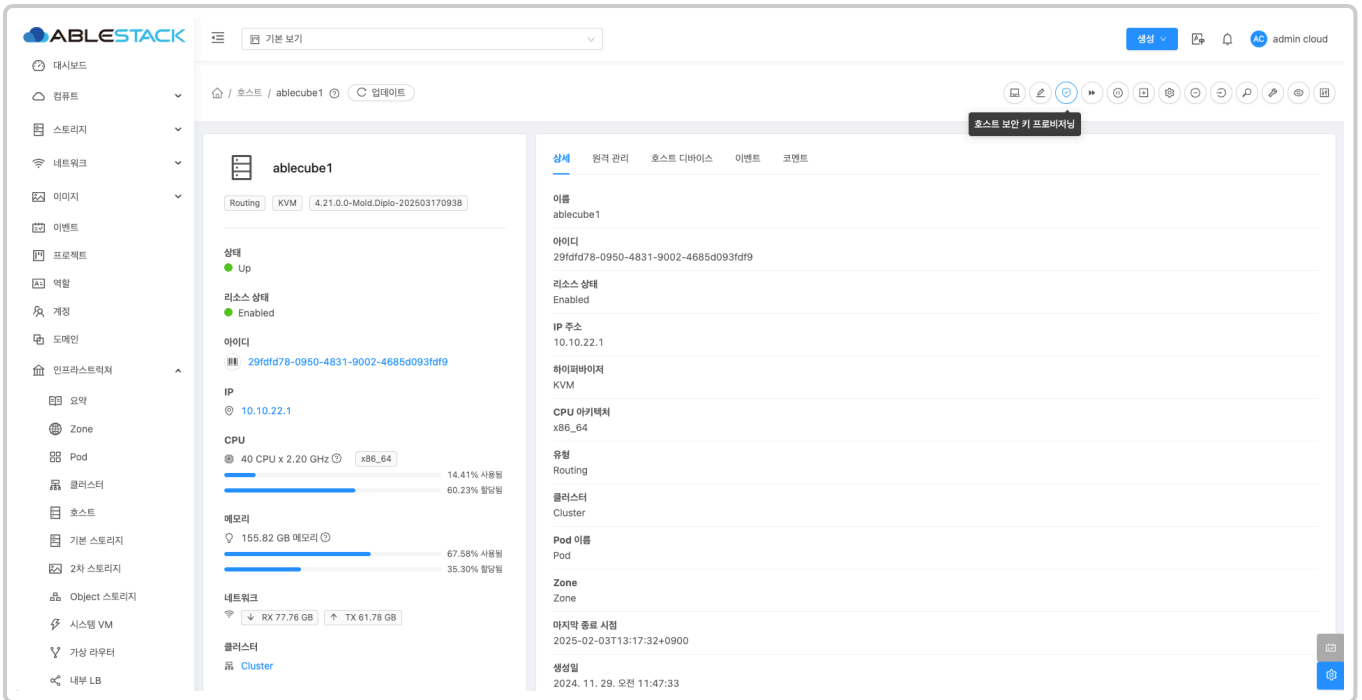 ABLESTACK
기본 보기
생성
AC
admin cloud
대시보드
컴퓨트
스토리지
네트워크
이미지
이벤트
프로젝트
역할
계정
도메인
인프라스트럭쳐
요약
Zone
Pod
클러스터
호스트
기본 스토리지
2차 스토리지
Object 스토리지
시스템 VM
가상 라우터
내부 LB
/ 호스트 / ablecube1
업데이트
호스트 보안 키 프로비저닝
ablecube1
Routing
KVM
4.21.0.0-Mold.Diplo-202503170938
상태
Up
리소스 상태
Enabled
아이디
29fdfd78-0950-4831-9002-4685d093fdf9
IP
10.10.22.1
CPU
40 CPU x 2.20 GHz
x86_64
14.41% 사용됨
60.23% 할당됨
메모리
155.82 GB 메모리
67.58% 사용됨
35.30% 할당됨
네트워크
RX 77.76 GB
TX 61.78 GB
클러스터
Cluster
상세
원격 관리
호스트 디바이스
이벤트
코멘트
이름
ablecube1
아이디
29fdfd78-0950-4831-9002-4685d093fdf9
리소스 상태
Enabled
IP 주소
10.10.22.1
하이퍼바이저
KVM
CPU 아키텍처
x86_64
유형
Routing
클러스터
Cluster
Pod 이름
Pod
Zone
Zone
마지막 종료 시점
2025-02-03T13:17:32+0900
생성일
2024. 11. 29. 오전 11:47:33